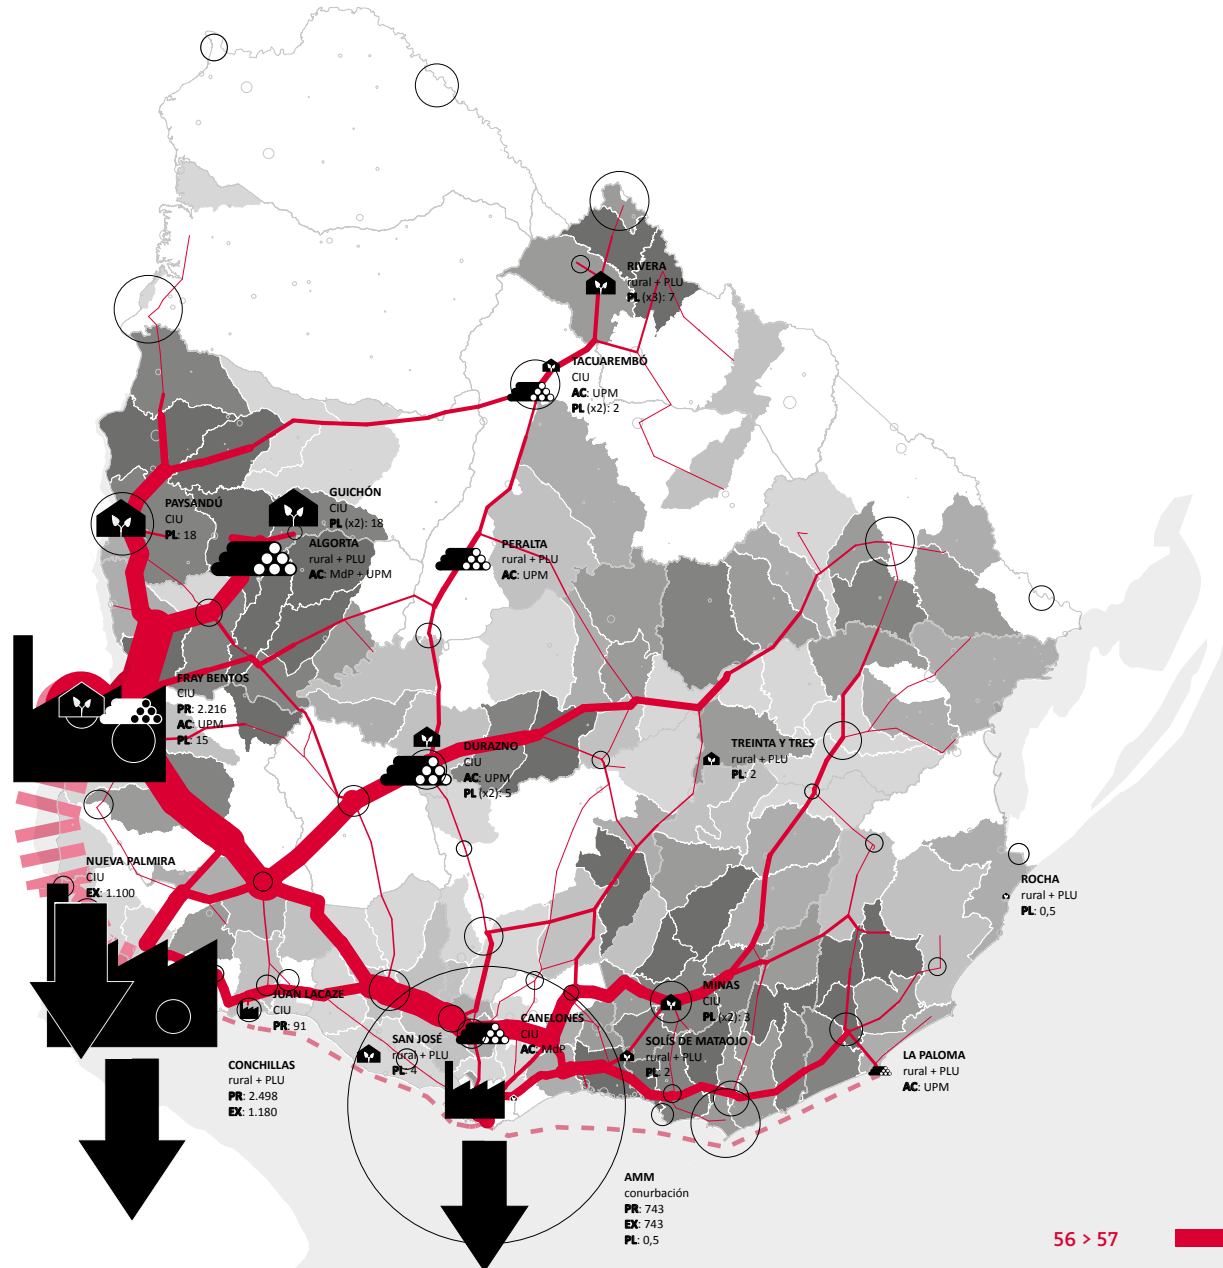 RIVERA
rural + PLU
PL (x3): 7
TACUAREMBÓ
CIU
AC: UPM
PL (x2): 2
GUICHÓN
CIU
PL (x2): 18
PAYSANDÚ
CIU
PL: 18
ALGORTA
rural + PLU
AC: MdP + UPM
PERALTA
rural + PLU
AC: UPM
FRAY BENTOS
CIU
PR: 2.216
AC: UPM
PL: 15
DURAZNO
CIU
AC: UPM
PL (x2): 5
TREINTA Y TRES
rural + PLU
PL: 2
NUEVA PALMIRA
CIU
EX: 1.100
ROCHA
rural + PLU
PL: 0,5
JUAN LACAZE
CIU
PR: 91
MINAS
CIU
PL (x2): 3
CANELONES
CIU
AC: MdP
SAN JOSÉ
rural + PLU
PL: 4
SOLÍS DE MATAOJO
rural + PLU
PL: 2
LA PALOMA
rural + PLU
AC: UPM
CONCHILLAS
rural + PLU
PR: 2.498
EX: 1.180
AMM
conurbación
PR: 743
EX: 743
PL: 0,5
56 > 57